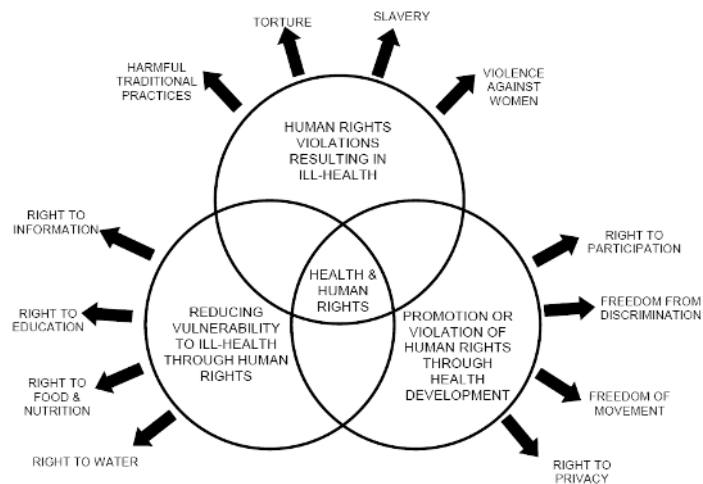 TORTURE
SLAVERY
HARMFUL
TRADITIONAL
PRACTICES
VIOLENCE
AGAINST
WOMEN
HUMAN RIGHTS
VIOLATIONS
RESULTING IN
ILL-HEALTH
RIGHT TO
INFORMATION
RIGHT TO
EDUCATION
RIGHT TO
FOOD &
NUTRITION
RIGHT TO WATER
HEALTH &
HUMAN
RIGHTS
REDUCING
VULNERABILITY
TO ILL-HEALTH
THROUGH HUMAN
RIGHTS
PROMOTION OR
VIOLATION OF
HUMAN RIGHTS
THROUGH
HEALTH
DEVELOPMENT
RIGHT TO
PARTICIPATION
FREEDOM FROM
DISCRIMINATION
FREEDOM OF
MOVEMENT
RIGHT TO
PRIVACY